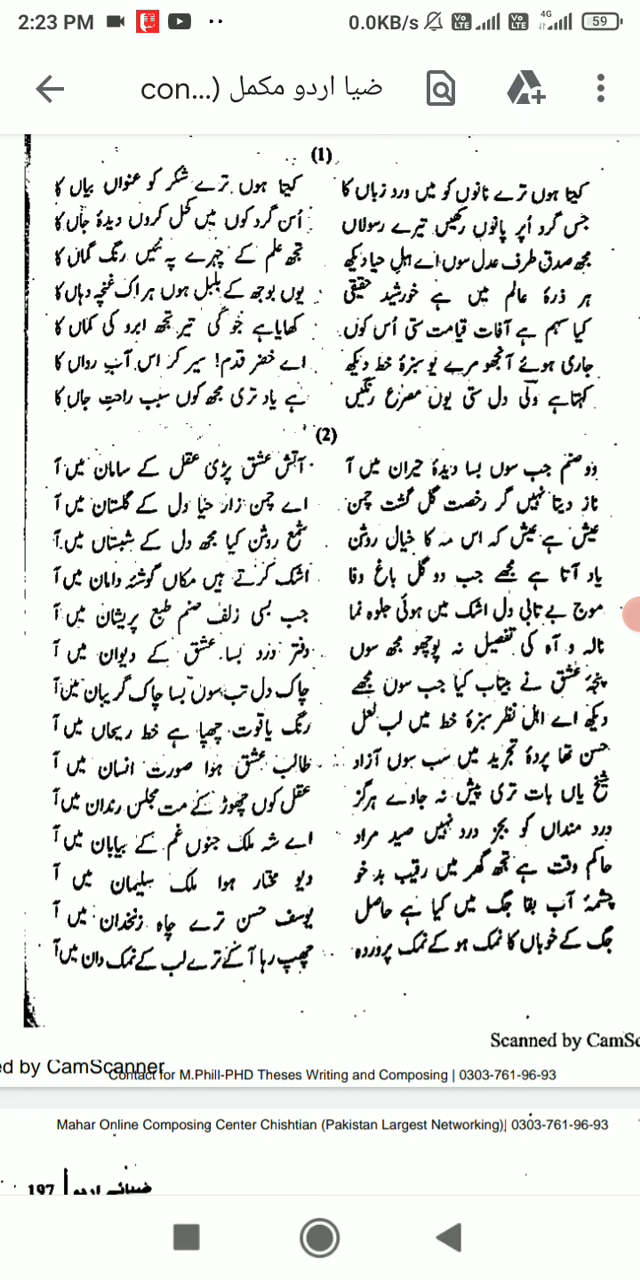 2:23 PM 0.0KB/s Vo LTE Vo LTE 4G 59
ضیا اردو مکمل (...con
(1)
کیتا ہوں ترے نانوں کو میں ورد زباں کا کیتا ہوں ترے شکر کو عنواں بیاں کا
جس گرد اُپر پانوں رکھیں تیرے رسولاں اُس گرد کوں میں کحل کروں دیدۂ جاں کا
مجھ صدق طرف عدل سوں اے اہل حیا دیکھ تجھ علم کے چہرے پہ نئیں رنگ گماں کا
ہر ذرۂ عالم میں ہے خورشید حقیقی یوں بوجھ کے بلبل ہوں ہر اک غنچہ دہاں کا
کیا سہم ہے آفات قیامت ستی اُس کوں کھایا ہے جو کی تیر تجھ ابرو کی کماں کا
جاری ہوئے آنجھو مرے یو سبزۂ خط دیکھ اے خضر قدم! سیر کر اس آب رواں کا
کہتا ہے ولی دل ستی یوں مصرع رنگیں ہے یاد تری مجھ کوں سبب راحت جاں کا
(2)
وو صنم جب سوں بسا دیدۂ حیران میں آ آتش عشق پڑی عقل کے سامان میں آ
ناز دیتا نہیں گر رخصت گل گشت چمن اے چمن زار حیا دل کے گلستان میں آ
عیش ہے عیش کہ اس مہ کا خیال روشن شمع روشن کیا مجھ دل کے شبستاں میں آ
یاد آتا ہے مجھے جب دو گل باغ وفا اشک کرتے ہیں مکاں گوشۂ دامان میں آ
موج بے تابی دل اشک میں ہوئی جلوہ نما جب بسی زلف صنم طبع پریشان میں آ
نالہ و آہ کی تفصیل نہ پوچھو مجھ سوں دفتر درد بسا عشق کے دیوان میں آ
پنجۂ عشق نے بیتاب کیا جب سوں مجھے چاک دل تب سوں بسا چاک گریبان میں آ
دیکھ اے اہل نظر سبزۂ خط میں لب لعل رنگ یاقوت چھپا ہے خط ریحاں میں آ
حسن تھا پردۂ تجرید میں سب سوں آزاد طالب عشق ہوا صورت انسان میں آ
شیخ یاں بات تری پیش نہ جاوے ہرگز عقل کوں چھوڑ کے مت مجلس رنداں میں آ
درد منداں کو بجز درد نہیں صید مراد اے شہ ملک جنوں غم کے بیابان میں آ
حاکم وقت ہے تجھ گھر میں رقیب بد خو دیو مختار ہوا ملک سلیمان میں آ
چشمۂ آب بقا جگ میں کیا ہے حاصل یوسف حسن ترے چاہ زنخداں میں آ
جگ کے خوباں کا نمک ہو کے نمک پروردہ چھپ رہا آ کے ترے لب کے نمک دان میں آ
Scanned by CamSc
ed by CamScanner
Contact for M.Phill-PHD Theses Writing and Composing | 0303-761-96-93
Mahar Online Composing Center Chishtian (Pakistan Largest Networking)| 0303-761-96-93
ضیائے اردو | 197